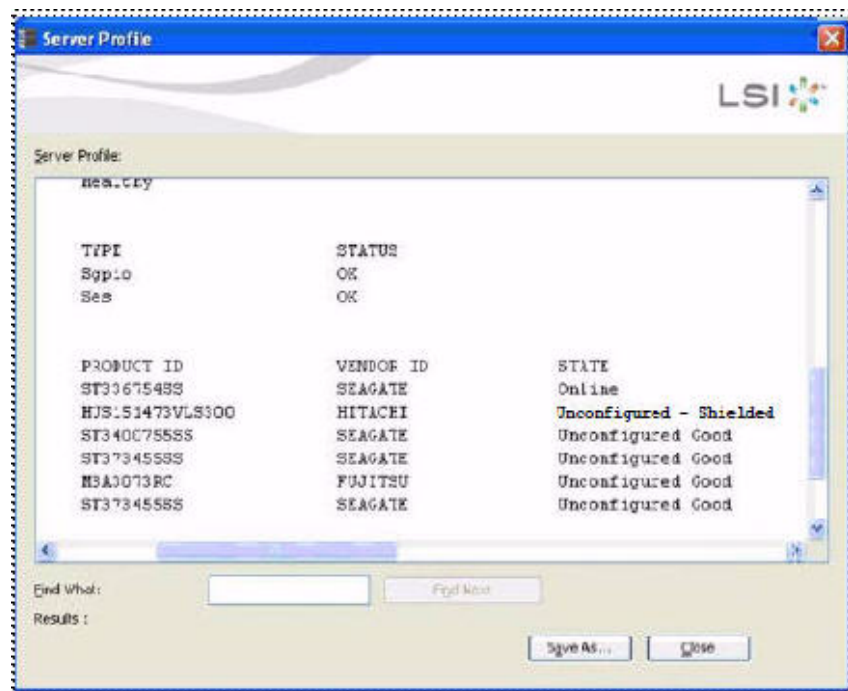 Server Profile
LSI
Server Profile:
Healthy
TYPE STATUS
Sgpio OK
Ses OK
PRODUCT ID VENDOR ID STATE
ST336754SS SEAGATE Online
HUS151473VLS300 HITACHI Unconfigured - Shielded
ST3400755SS SEAGATE Unconfigured Good
ST373455SS SEAGATE Unconfigured Good
MBA3073RC FUJITSU Unconfigured Good
ST373455SS SEAGATE Unconfigured Good
Find What: Find Next
Results :
Save As... Close